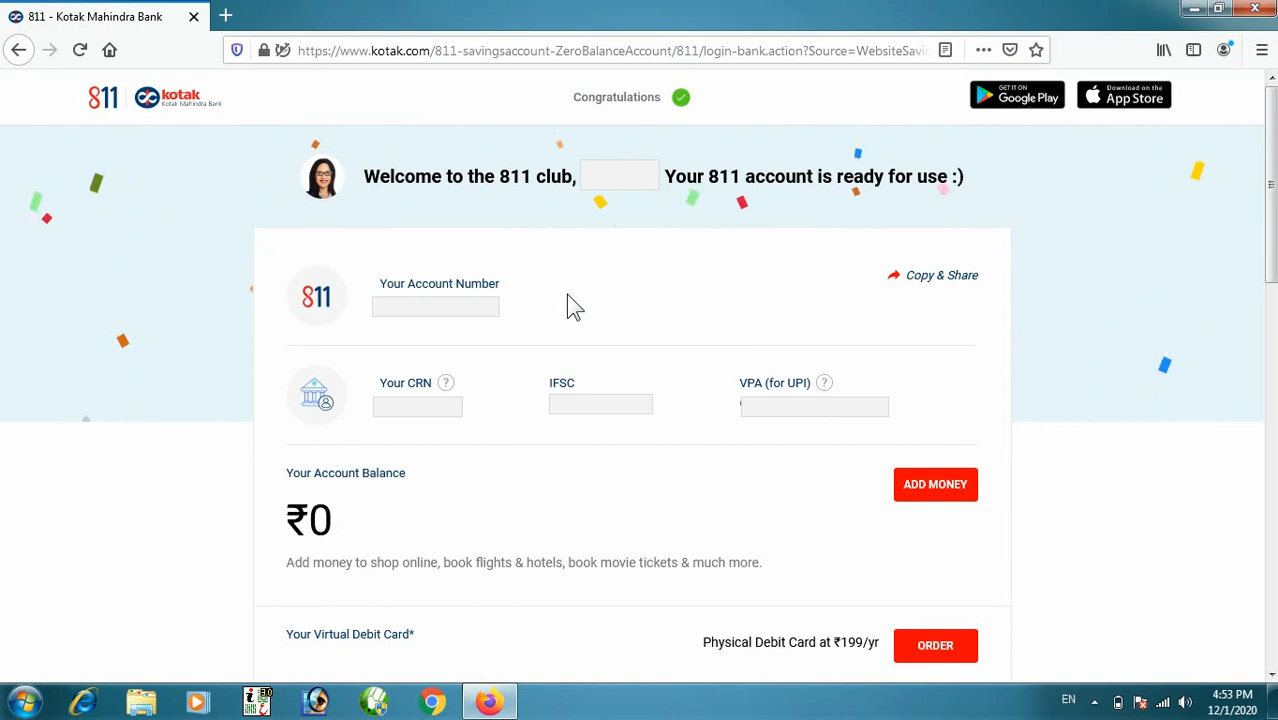 811 - Kotak Mahindra Bank
https://www.kotak.com/811-savingsaccount-ZeroBalanceAccount/811/login-bank.action?Source=WebsiteSavin
811 kotak
Kotak Mahindra Bank
Congratulations
GET IT ON
Google Play
Download on the
App Store
Welcome to the 811 club, Your 811 account is ready for use :)
811
Your Account Number
Copy & Share
Your CRN ?
IFSC
VPA (for UPI) ?
Your Account Balance
ADD MONEY
₹0
Add money to shop online, book flights & hotels, book movie tickets & much more.
Your Virtual Debit Card*
Physical Debit Card at ₹199/yr
ORDER
EN
4:53 PM
12/1/2020